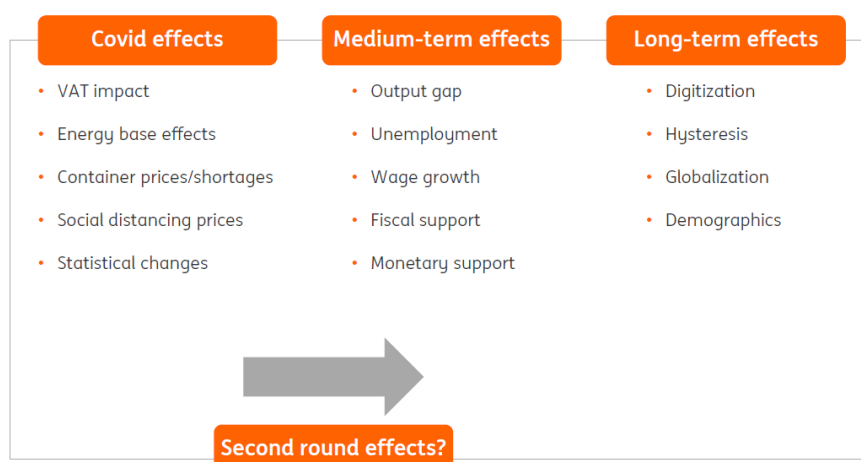 Covid effects
• VAT impact
• Energy base effects
• Container prices/shortages
• Social distancing prices
• Statistical changes
Medium-term effects
• Output gap
• Unemployment
• Wage growth
• Fiscal support
• Monetary support
Long-term effects
• Digitization
• Hysteresis
• Globalization
• Demographics
Second round effects?